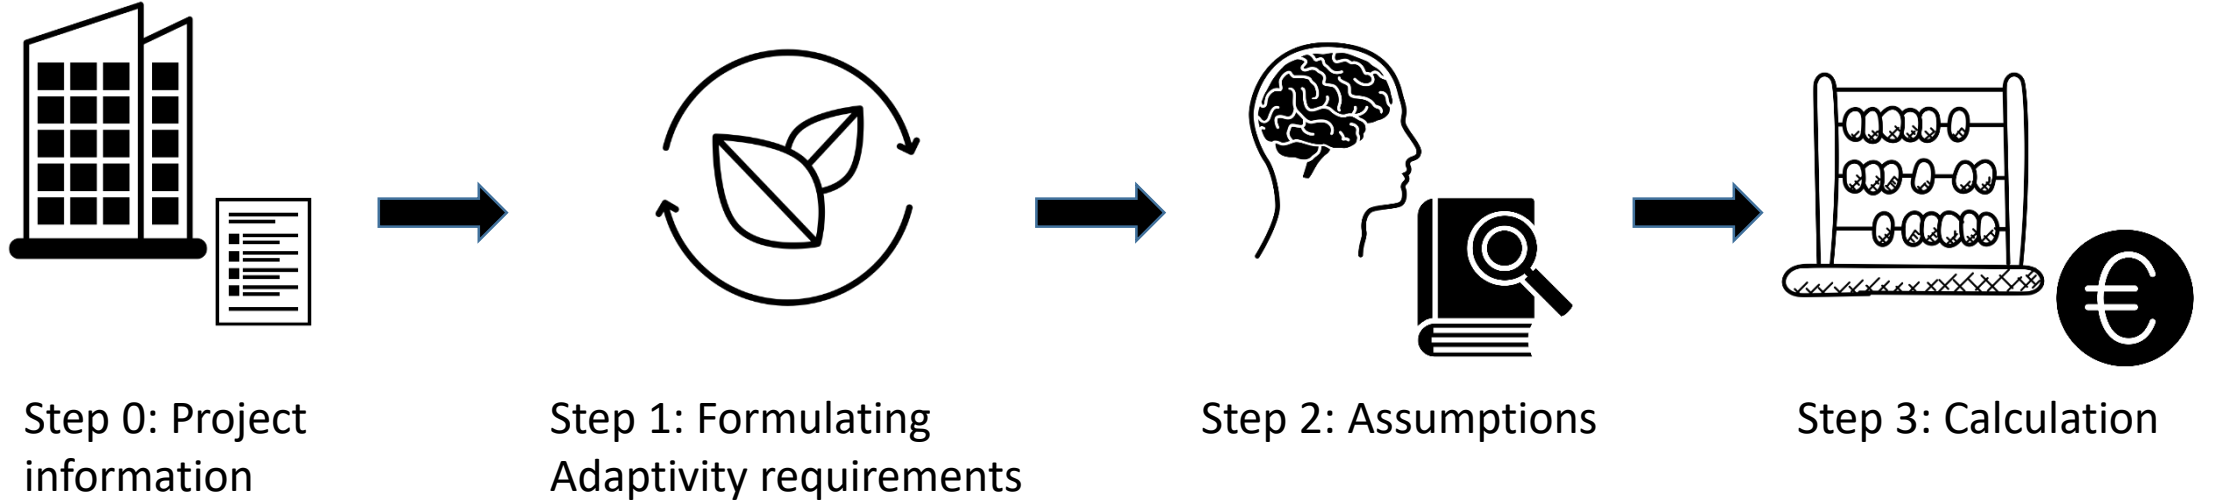 Step 0: Project
information
Step 1: Formulating
Adaptivity requirements
Step 2: Assumptions
Step 3: Calculation
€